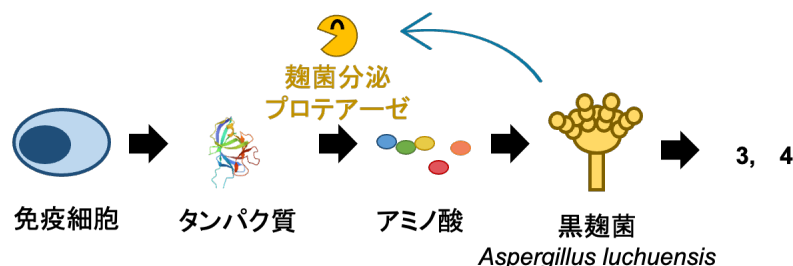 麹菌分泌
プロテアーゼ
免疫細胞
タンパク質
アミノ酸
黒麹菌
Aspergillus luchuensis
3, 4